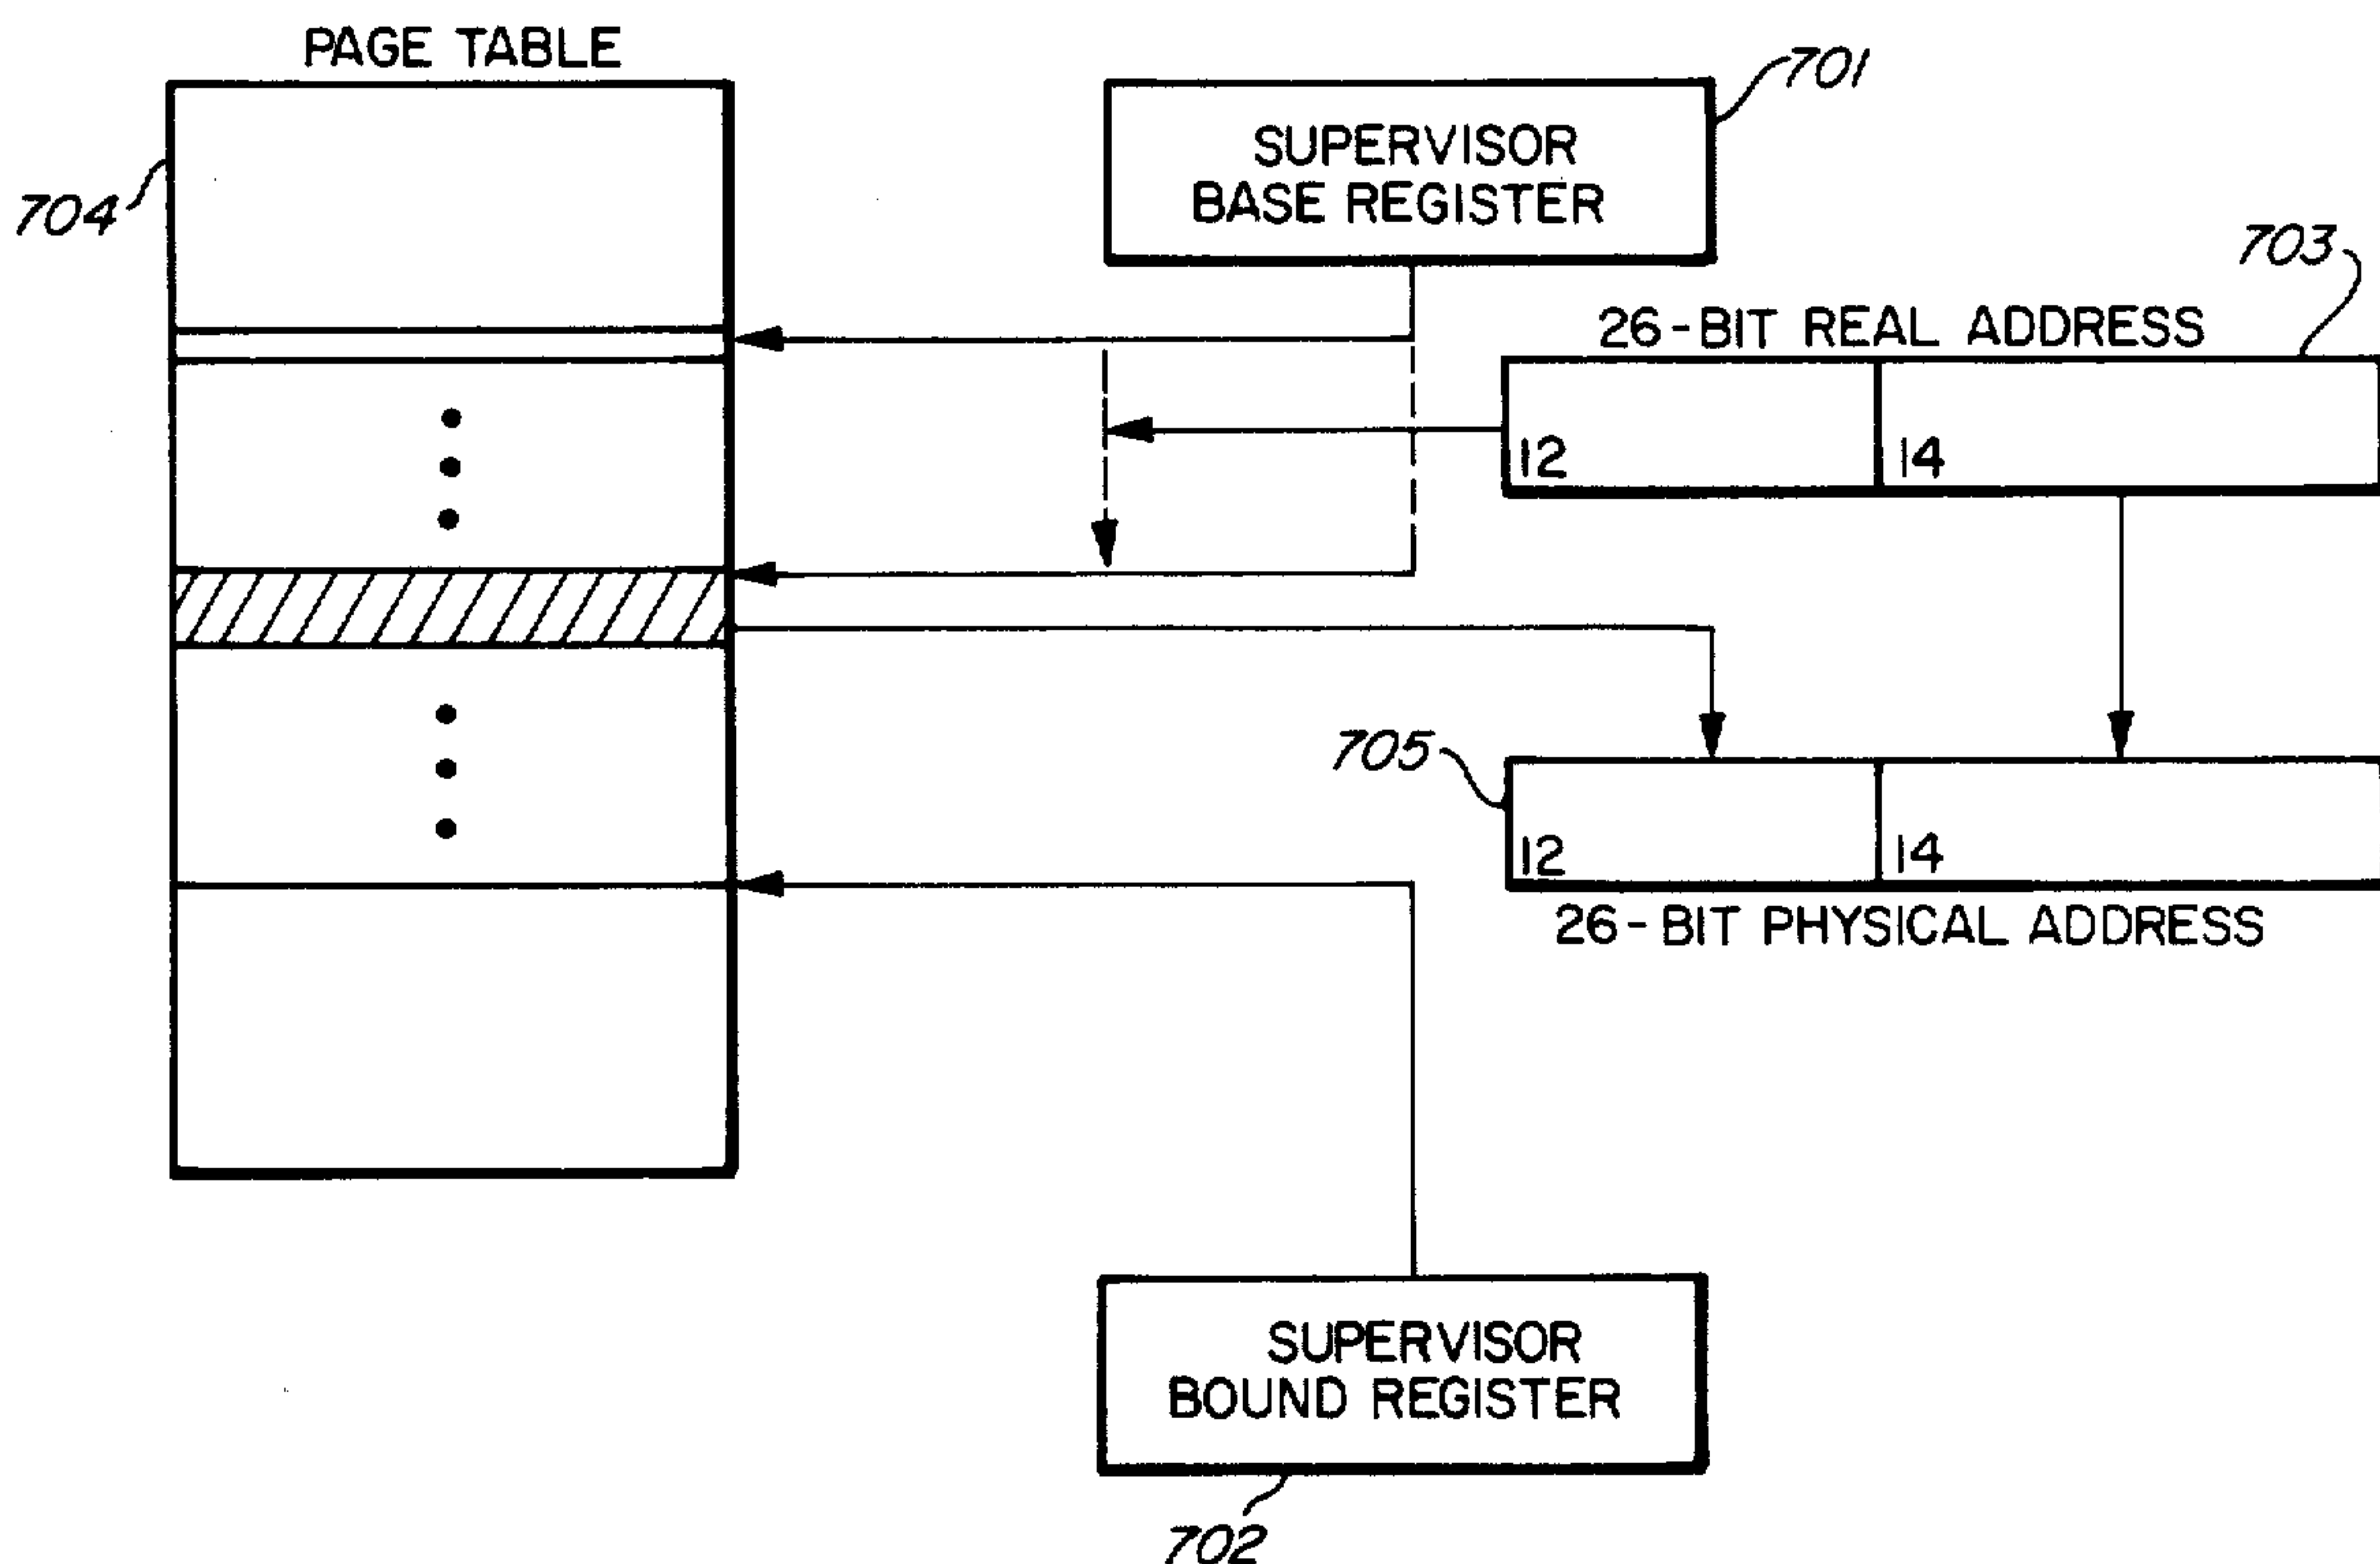 PAGE TABLE
704
701
SUPERVISOR
BASE REGISTER
703
26-BIT REAL ADDRESS
12
14
705
12
14
26-BIT PHYSICAL ADDRESS
SUPERVISOR
BOUND REGISTER
702